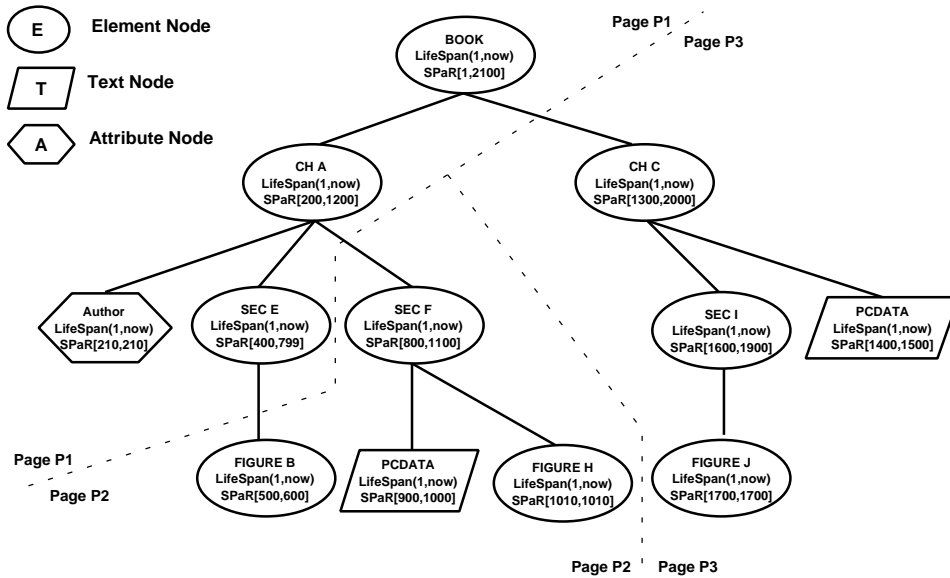 E Element Node
T Text Node
A Attribute Node
Page P1
Page P3
BOOK
LifeSpan(1,now)
SPaR[1,2100]
CH A
LifeSpan(1,now)
SPaR[200,1200]
CH C
LifeSpan(1,now)
SPaR[1300,2000]
Author
LifeSpan(1,now)
SPaR[210,210]
SEC E
LifeSpan(1,now)
SPaR[400,799]
SEC F
LifeSpan(1,now)
SPaR[800,1100]
SEC I
LifeSpan(1,now)
SPaR[1600,1900]
PCDATA
LifeSpan(1,now)
SPaR[1400,1500]
Page P1
Page P2
FIGURE B
LifeSpan(1,now)
SPaR[500,600]
PCDATA
LifeSpan(1,now)
SPaR[900,1000]
FIGURE H
LifeSpan(1,now)
SPaR[1010,1010]
FIGURE J
LifeSpan(1,now)
SPaR[1700,1700]
Page P2
Page P3